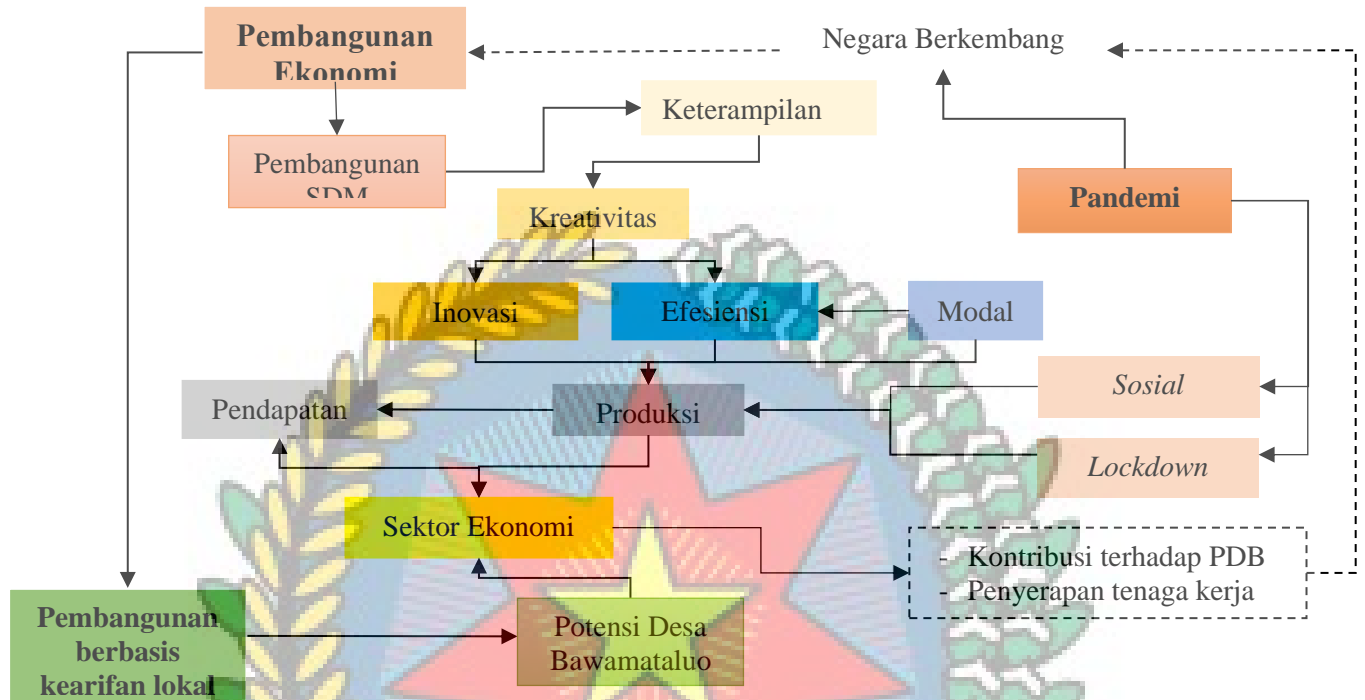 Pembangunan
Ekonomi
Negara Berkembang
Keterampilan
Pembangunan
SDM
Pandemi
Kreativitas
Inovasi
Efesiensi
Modal
Sosial
Pendapatan
Produksi
Lockdown
Sektor Ekonomi
- Kontribusi terhadap PDB
- Penyerapan tenaga kerja
Pembangunan
berbasis
kearifan lokal
Potensi Desa
Bawamataluo